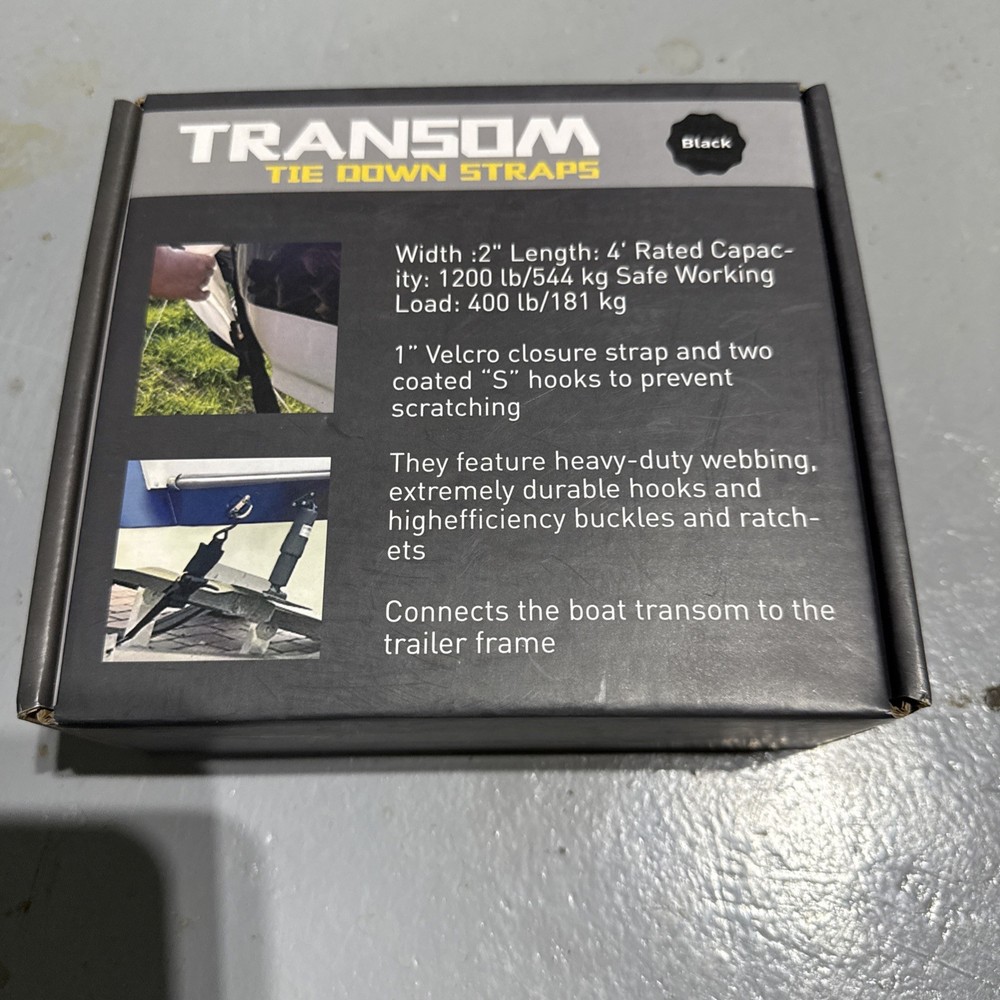 TRANSOM
TIE DOWN STRAPS
Black
Width :2" Length: 4' Rated Capac-
ity: 1200 lb/544 kg Safe Working
Load: 400 lb/181 kg
1” Velcro closure strap and two
coated “S” hooks to prevent
scratching
They feature heavy-duty webbing,
extremely durable hooks and
highefficiency buckles and ratch-
ets
Connects the boat transom to the
trailer frame